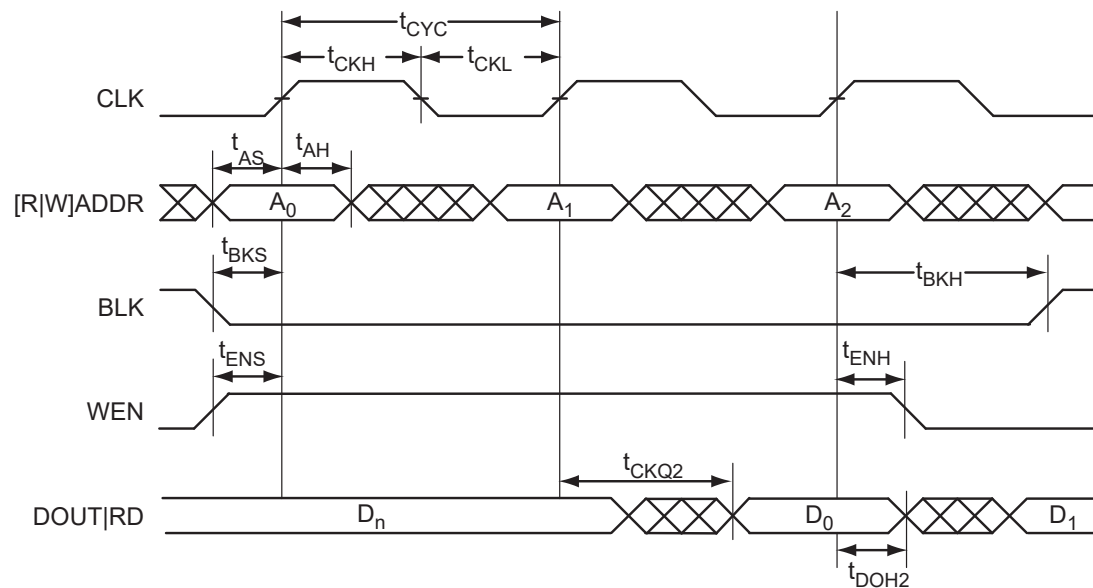 tCYC
tCKH tCKL
CLK
tAS tAH
[R|W]ADDR A0 A1 A2
tBKS tBKH
BLK
tENS tENH
WEN
tCKQ2
DOUT|RD Dn D0 D1
tDOH2